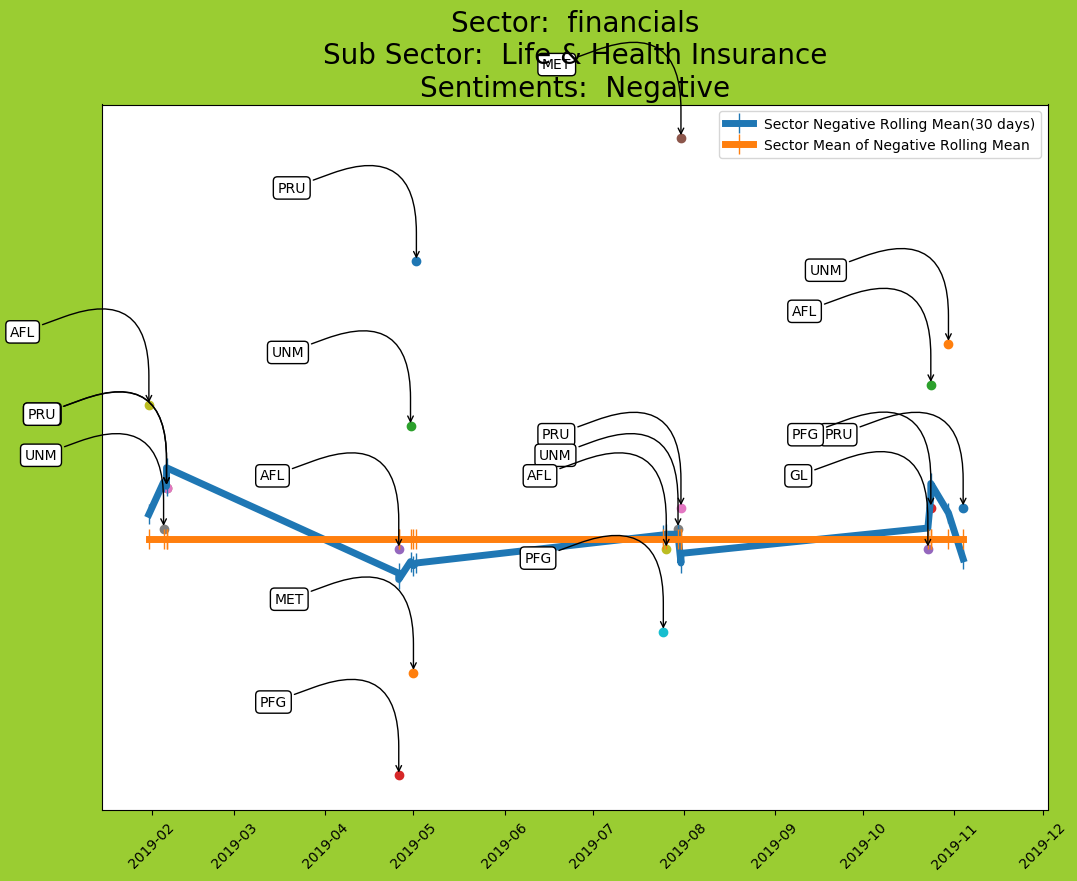 Sector:  financials
Sub Sector:  Life & Health Insurance
Sentiments:  Negative
MET
Sector Negative Rolling Mean(30 days)
Sector Mean of Negative Rolling Mean
PRU
UNM
AFL
AFL
UNM
PRU
UNM
AFL
PRU
UNM
AFL
PFG
PFG
PRU
GL
MET
PFG
2019-02
2019-03
2019-04
2019-05
2019-06
2019-07
2019-08
2019-09
2019-10
2019-11
2019-12